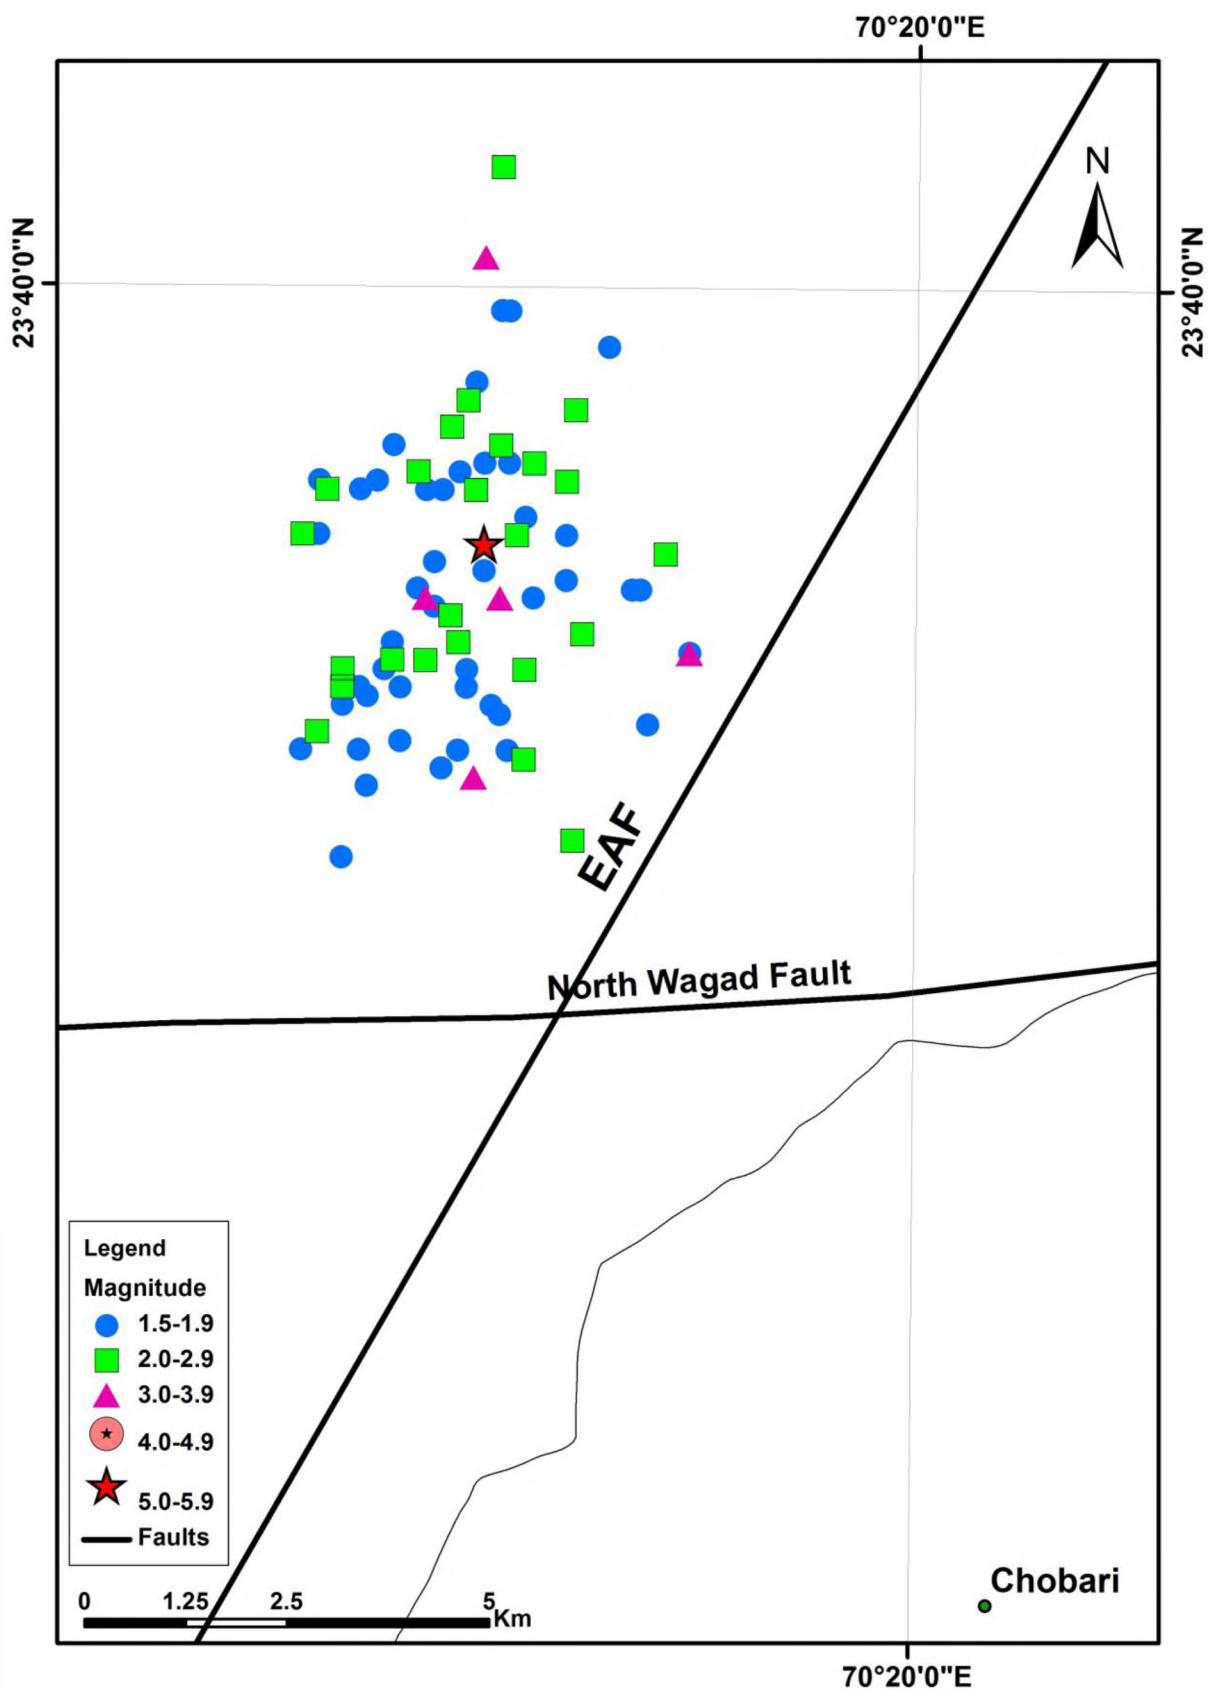 70°20'0"E
N
23°40'0"N
23°40'0"N
EAF
North Wagad Fault
Legend
Magnitude
1.5-1.9
2.0-2.9
3.0-3.9
4.0-4.9
5.0-5.9
Faults
Chobari
0 1.25 2.5 5
Km
70°20'0"E